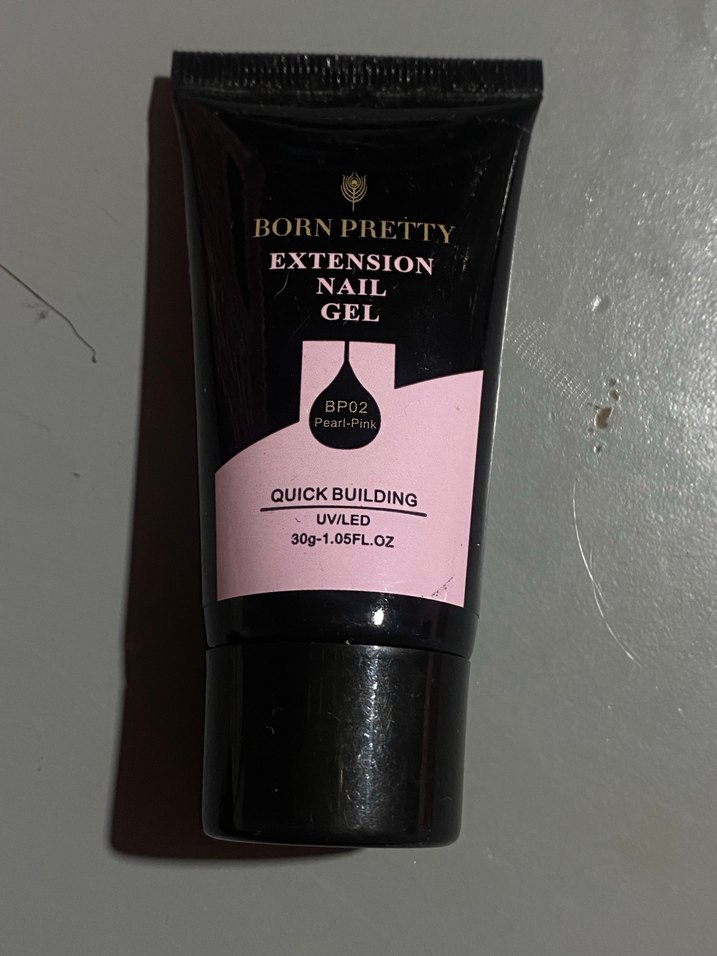 BORN PRETTY
EXTENSION
NAIL
GEL
BP02
Pearl-Pink
QUICK BUILDING
UV/LED
30g-1.05FL.OZ